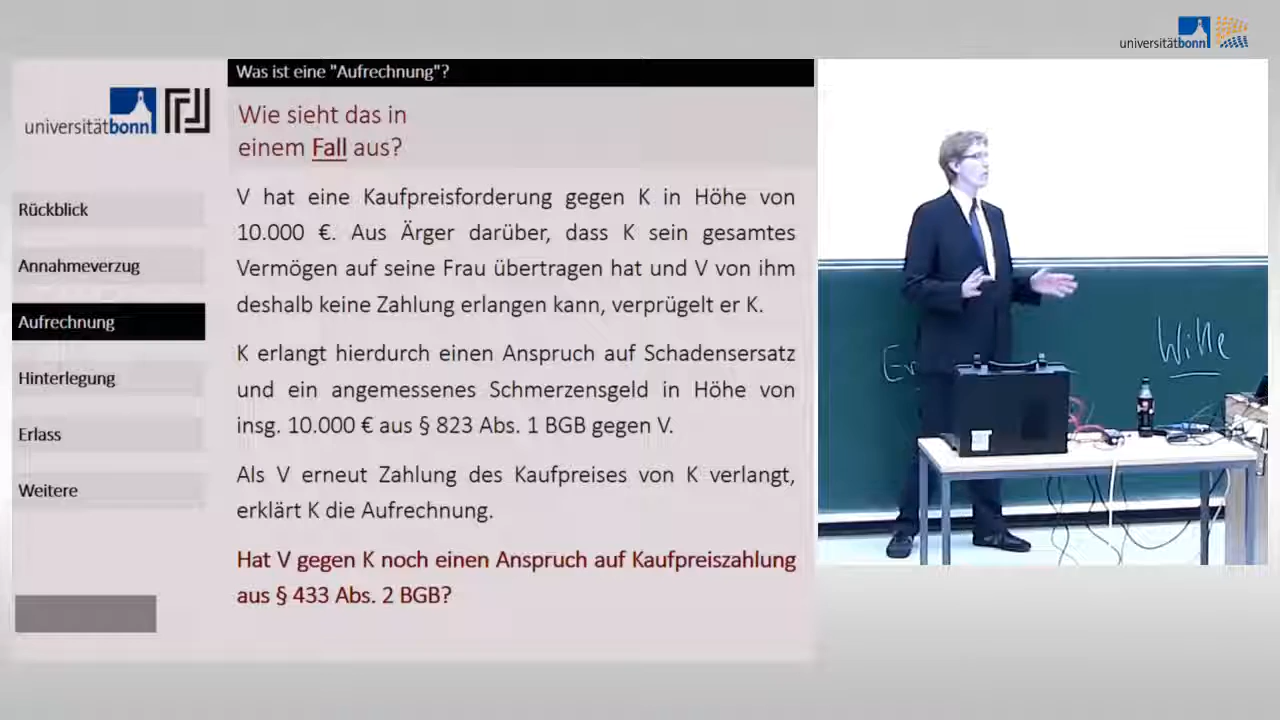 universitätbonn
Was ist eine "Aufrechnung"?
universitätbonn
Wie sieht das in
einem Fall aus?
Rückblick
Annahmeverzug
Aufrechnung
Hinterlegung
Erlass
Weitere
V hat eine Kaufpreisforderung gegen K in Höhe von
10.000 €. Aus Ärger darüber, dass K sein gesamtes
Vermögen auf seine Frau übertragen hat und V von ihm
deshalb keine Zahlung erlangen kann, verprügelt er K.
K erlangt hierdurch einen Anspruch auf Schadensersatz
und ein angemessenes Schmerzensgeld in Höhe von
insg. 10.000 € aus § 823 Abs. 1 BGB gegen V.
Als V erneut Zahlung des Kaufpreises von K verlangt,
erklärt K die Aufrechnung.
Hat V gegen K noch einen Anspruch auf Kaufpreiszahlung
aus § 433 Abs. 2 BGB?
Wille